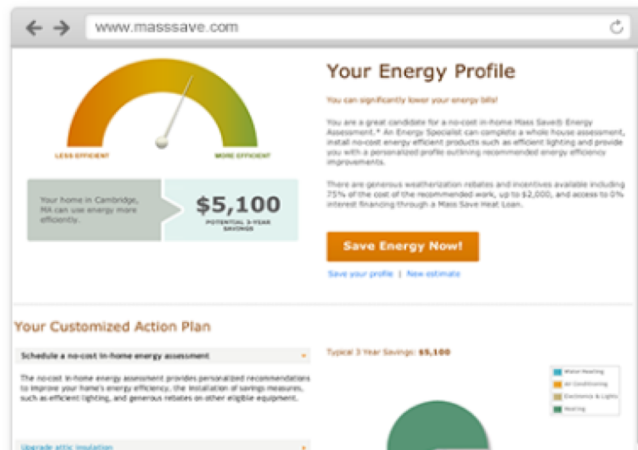 www.masssave.com
LESS EFFICIENT
MORE EFFICIENT
Your home in Cambridge,
MA can use energy more
efficiently.
$5,100
POTENTIAL 3-YEAR
SAVINGS
Your Energy Profile
You can significantly lower your energy bills!
You are a great candidate for a no-cost in-home Mass Save® Energy
Assessment.* An Energy Specialist can complete a whole house assessment,
install no-cost energy efficient products such as efficient lighting and provide
you with a personalized profile outlining recommended energy efficiency
improvements.
There are generous weatherization rebates and incentives available including
75% of the cost of the recommended work, up to $2,000, and access to 0%
interest financing through a Mass Save Heat Loan.
Save Energy Now!
Save your profile | New estimate
Your Customized Action Plan
Schedule a no-cost in-home energy assessment
The no-cost in-home energy assessment provides personalized recommendations
to improve your home's energy efficiency, the installation of savings measures,
such as efficient lighting, and generous rebates on other eligible equipment.
Upgrade attic insulation
Typical 3 Year Savings: $5,100
Water Heating
Air Conditioning
Electronics & Lights
Heating